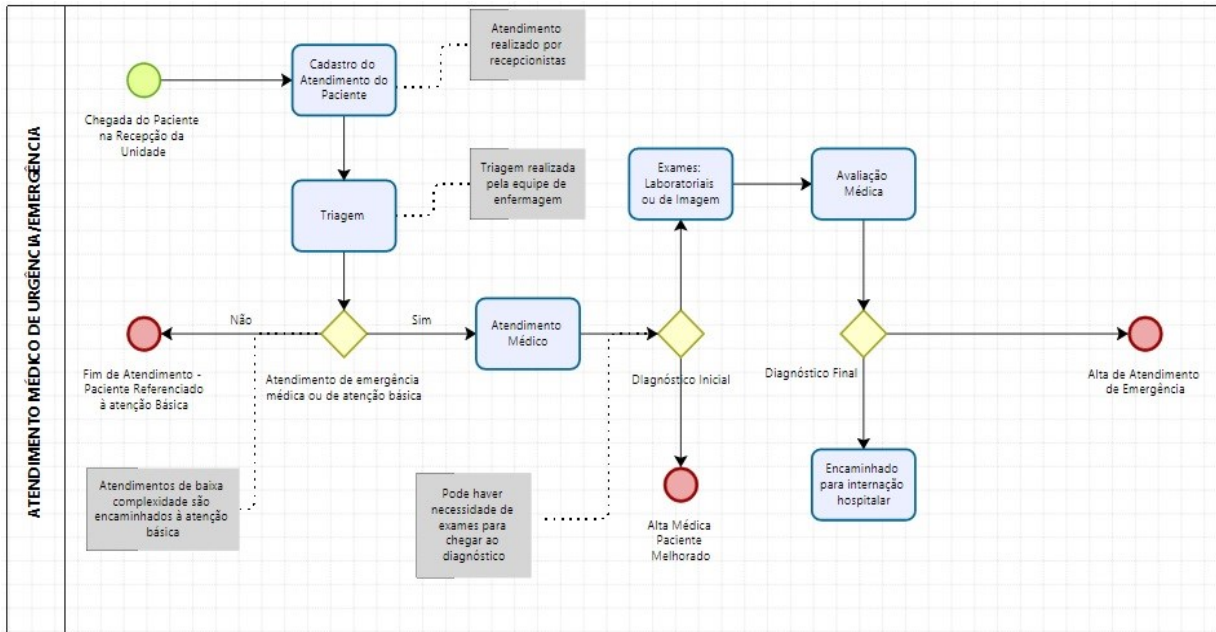 ATENDIMENTO MÉDICO DE URGÊNCIA/EMERGÊNCIA
Chegada do Paciente
na Recepção da
Unidade
Cadastro do
Atendimento do
Paciente
Atendimento
realizado por
recepcionistas
Triagem
Triagem realizada
pela equipe de
enfermagem
Não
Sim
Fim de Atendimento -
Paciente Referenciado
à atenção Básica
Atendimento de emergência
médica ou de atenção básica
Atendimentos de baixa
complexidade são
encaminhados à atenção
básica
Atendimento
Médico
Pode haver
necessidade de
exames para
chegar ao
diagnóstico
DIagnóstico Inicial
Exames:
Laboratoriais
ou de Imagem
Alta Médica
Paciente
Melhorado
Avaliação
Médica
Diagnóstico Final
Encaminhado
para internação
hospitalar
Alta de Atendimento
de Emergência